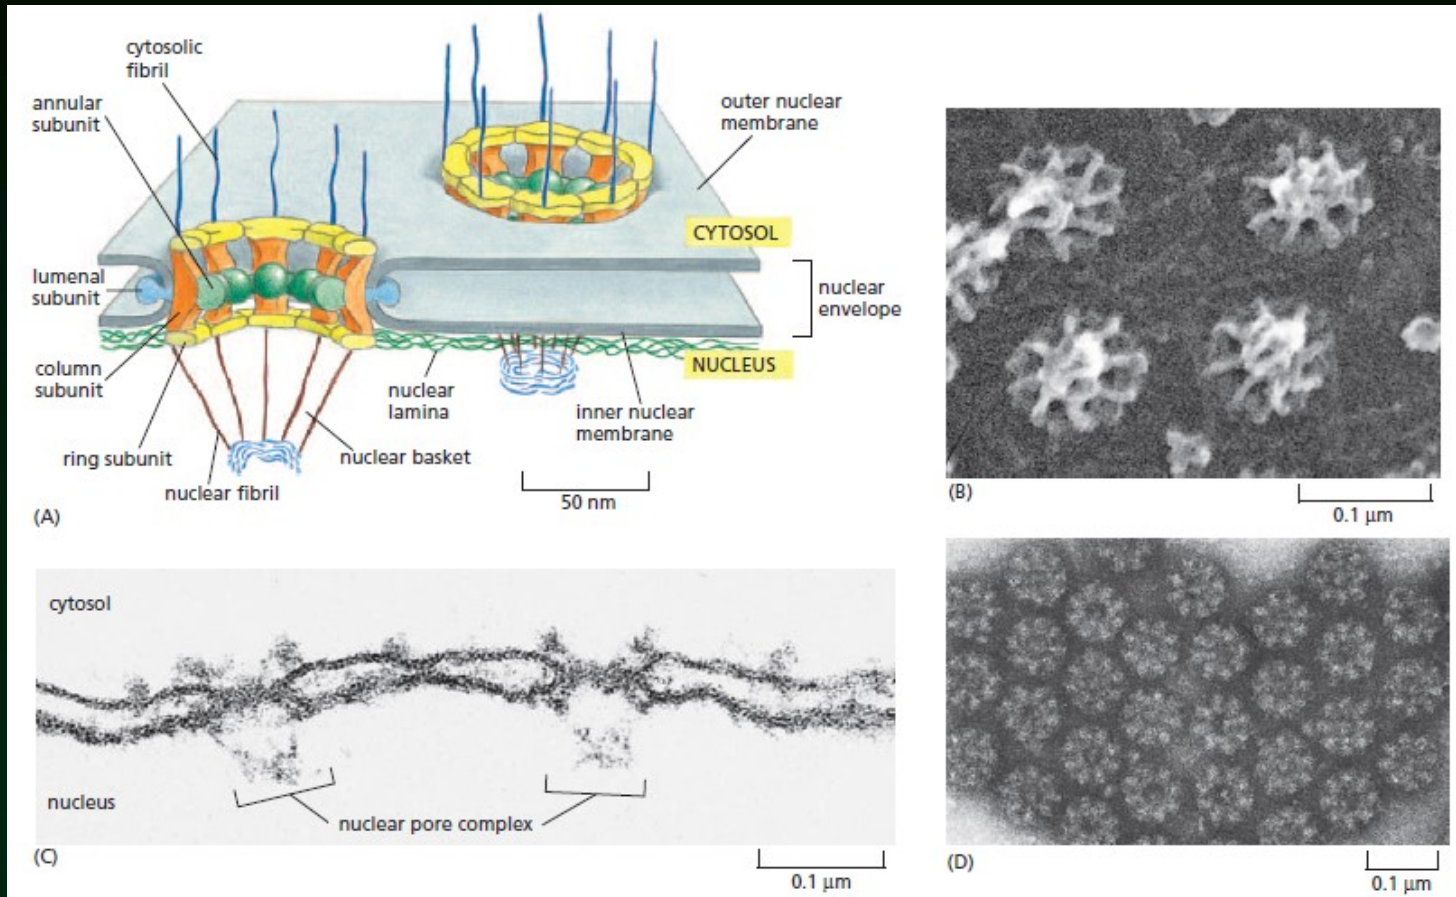 cytosolic
fibril
annular
subunit
outer nuclear
membrane
CYTOSOL
lumenal
subunit
nuclear
envelope
column
subunit
NUCLEUS
nuclear
lamina
inner nuclear
membrane
ring subunit
nuclear basket
nuclear fibril
50 nm
(A)
(B)
0.1 µm
cytosol
nucleus
nuclear pore complex
(C)
0.1 µm
(D)
0.1 µm